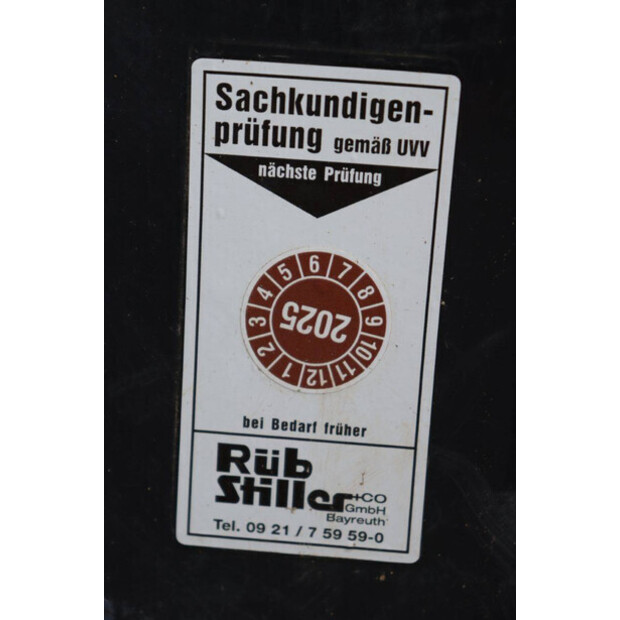 Sachkundigen-
prüfung gemäß UVV
nächste Prüfung
1 2 3 4 5 6 7 8 9 10 11 12
2025
bei Bedarf früher
Rüb
Stiller +CO
GmbH
Bayreuth
Tel. 09 21 / 7 59 59-0